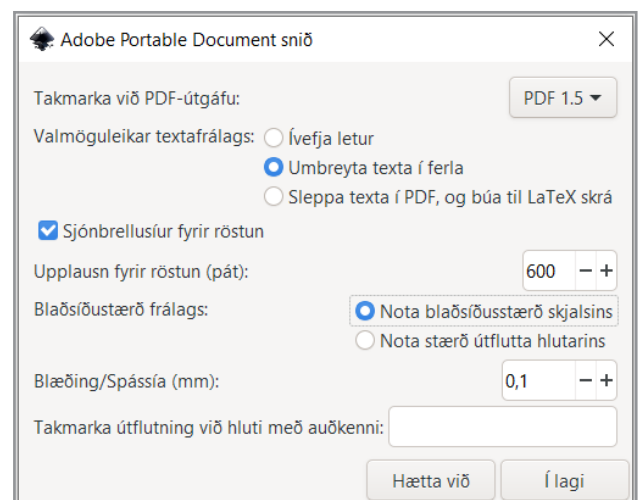 Adobe Portable Document snið
Takmarka við PDF-útgáfu: PDF 1.5
Valmöguleikar textafrálags: Ívefja letur
Umbreyta texta í ferla
Sleppa texta í PDF, og búa til LaTeX skrá
Sjónbrellusíur fyrir röstun
Upplausn fyrir röstun (pát): 600
Blaðsíðustærð frálags: Nota blaðsíðusstærð skjalsins
Nota stærð útflutta hlutarins
Blæðing/Spássía (mm): 0,1
Takmarka útflutning við hluti með auðkenni:
Hætta við Í lagi